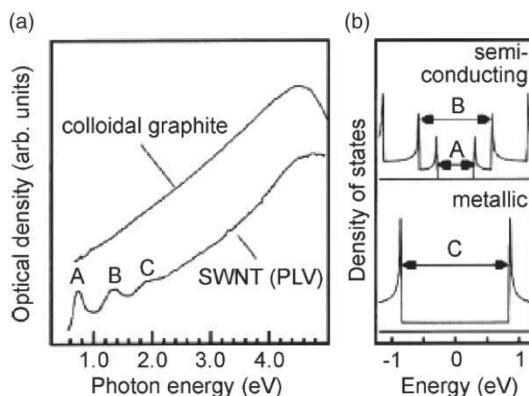 (a)
Optical density (arb. units)
colloidal graphite
A
B
C
SWNT (PLV)
1.0
2.0
3.0
4.0
Photon energy (eV)
(b)
Density of states
semi-
conducting
B
A
metallic
C
-1
0
1
Energy (eV)